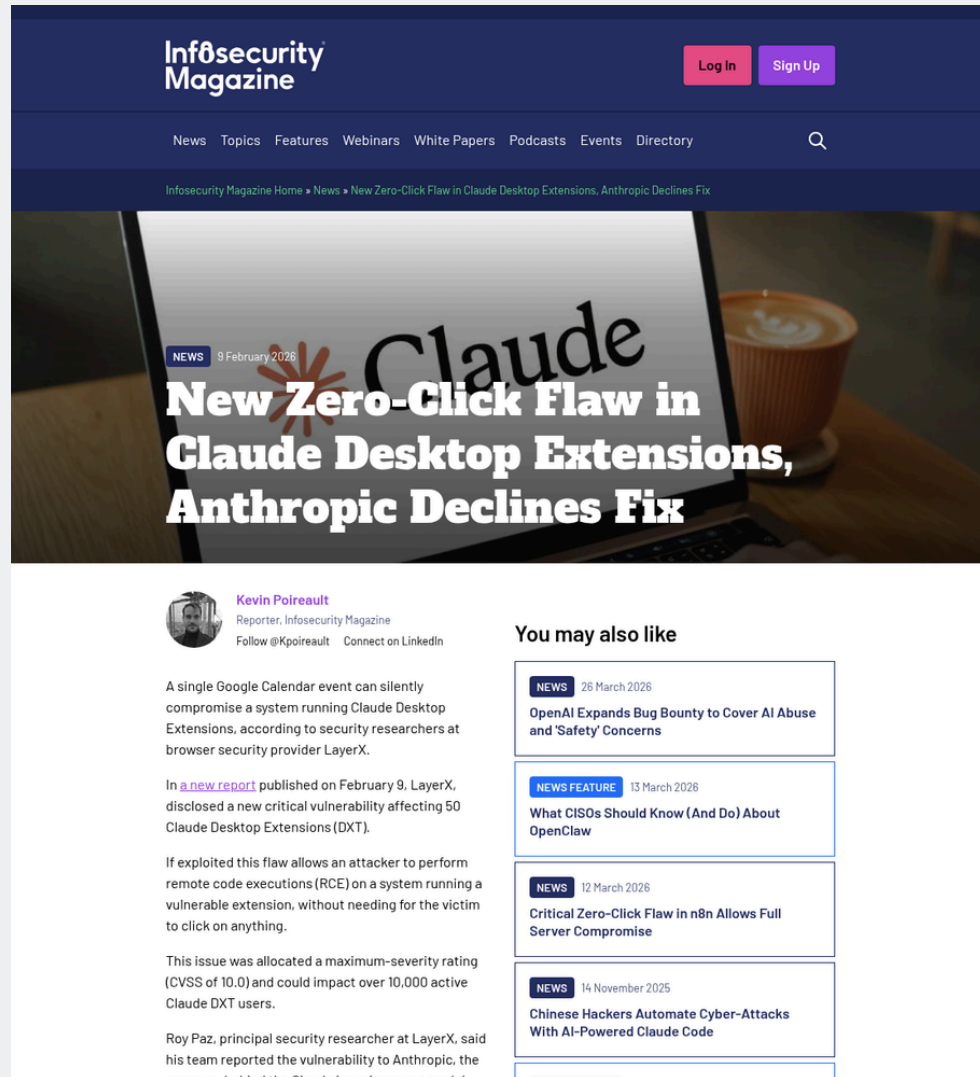 Infosecurity
Magazine
Log In
Sign Up
News
Topics
Features
Webinars
White Papers
Podcasts
Events
Directory
Infosecurity Magazine Home » News » New Zero-Click Flaw in Claude Desktop Extensions, Anthropic Declines Fix
Claude
NEWS 9 February 2026
New Zero-Click Flaw in
Claude Desktop Extensions,
Anthropic Declines Fix
Kevin Poireault
Reporter, Infosecurity Magazine
Follow @Kpoireault Connect on LinkedIn
A single Google Calendar event can silently
compromise a system running Claude Desktop
Extensions, according to security researchers at
browser security provider LayerX.
In a new report published on February 9, LayerX,
disclosed a new critical vulnerability affecting 50
Claude Desktop Extensions (DXT).
If exploited this flaw allows an attacker to perform
remote code executions (RCE) on a system running a
vulnerable extension, without needing for the victim
to click on anything.
This issue was allocated a maximum-severity rating
(CVSS of 10.0) and could impact over 10,000 active
Claude DXT users.
Roy Paz, principal security researcher at LayerX, said
his team reported the vulnerability to Anthropic, the
You may also like
NEWS 26 March 2026
OpenAI Expands Bug Bounty to Cover AI Abuse
and 'Safety' Concerns
NEWS FEATURE 13 March 2026
What CISOs Should Know (And Do) About
OpenClaw
NEWS 12 March 2026
Critical Zero-Click Flaw in n8n Allows Full
Server Compromise
NEWS 14 November 2025
Chinese Hackers Automate Cyber-Attacks
With AI-Powered Claude Code